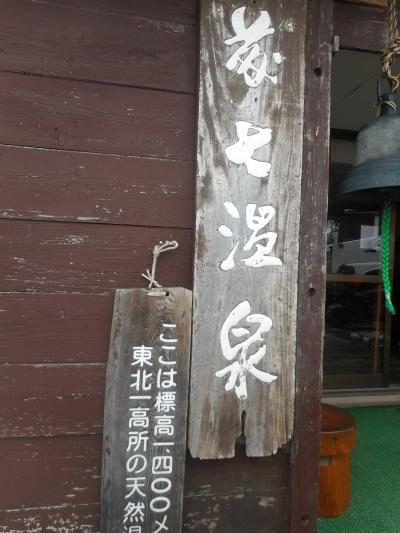 藤七温泉
ここは標高一、四〇〇メ
東北一高所の天然温